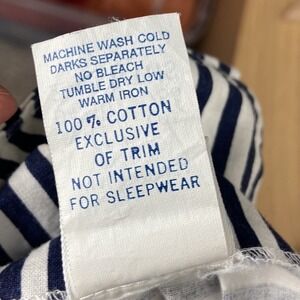 MACHINE WASH COLD
DARKS SEPARATELY
NO BLEACH
TUMBLE DRY LOW
WARM IRON
100% COTTON
EXCLUSIVE
OF TRIM
NOT INTENDED
FOR SLEEPWEAR